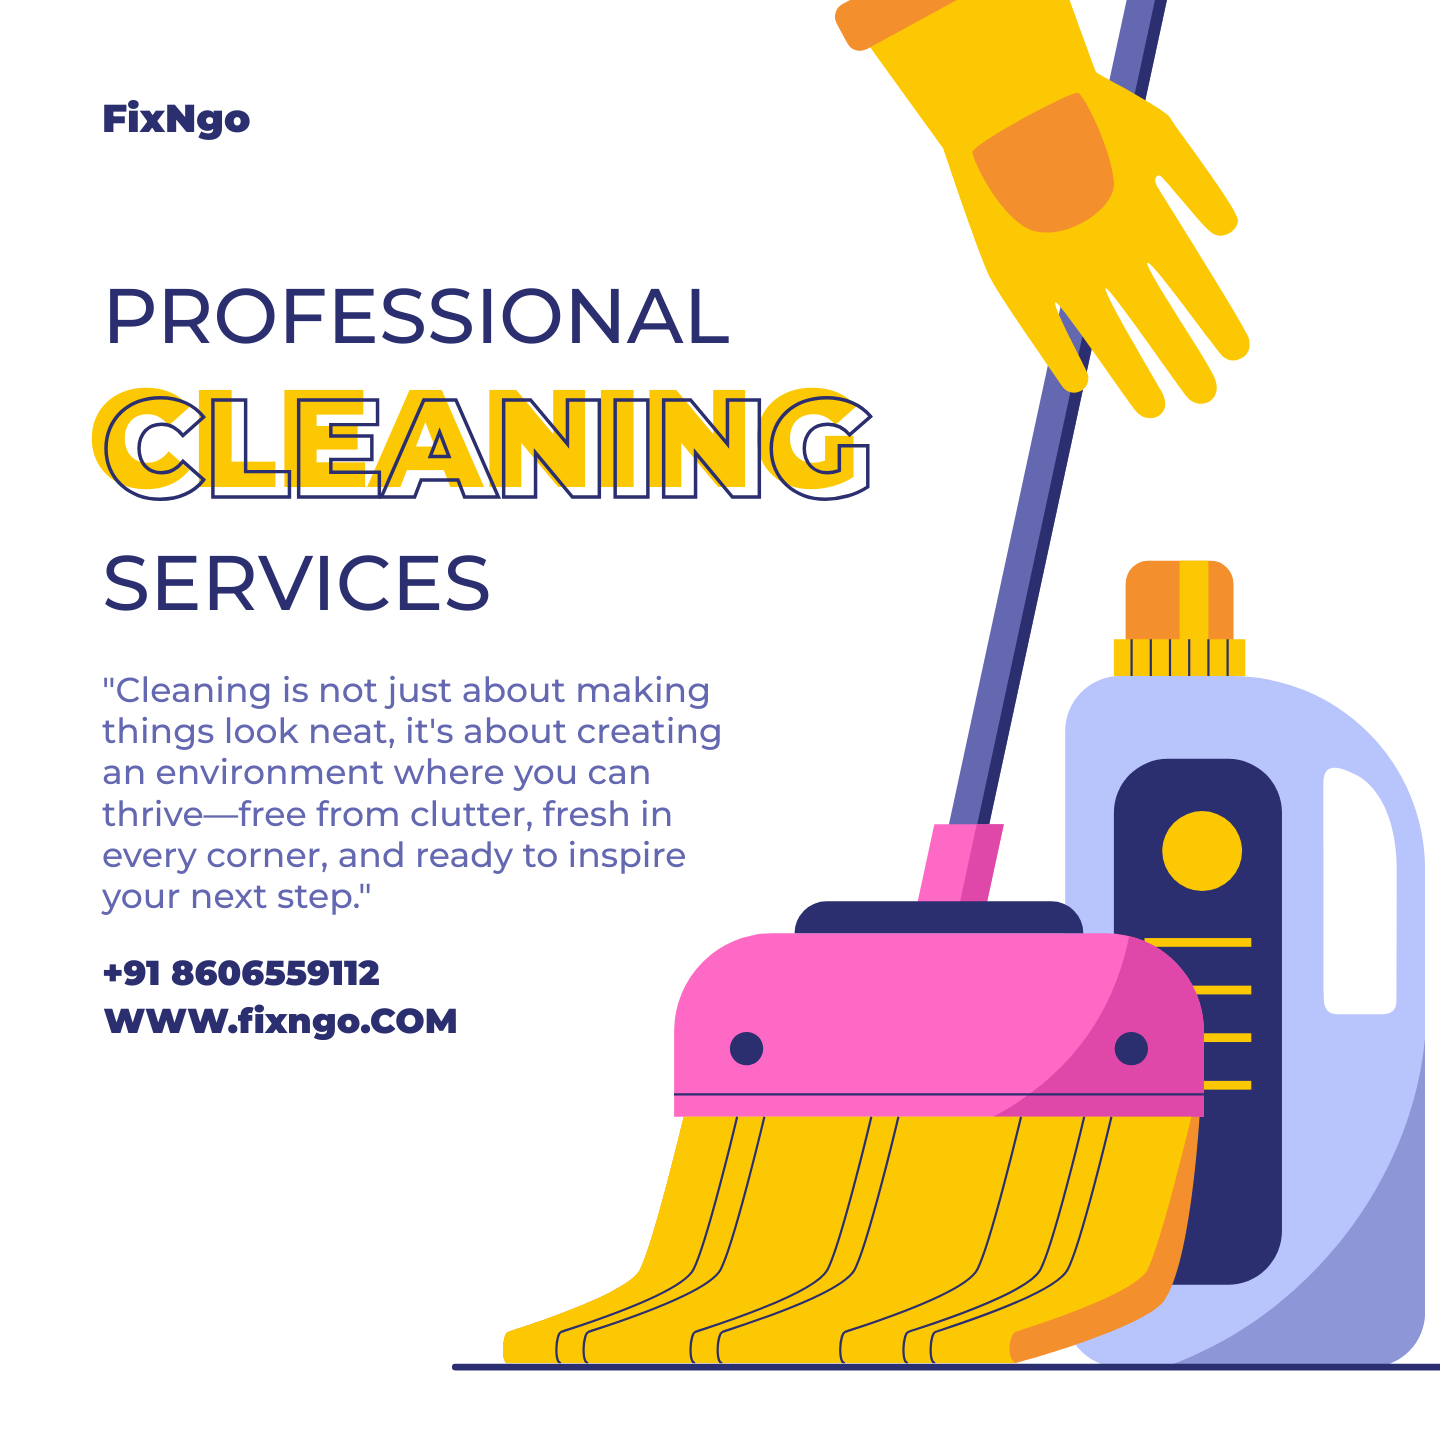 FixNgo
PROFESSIONAL
CLEANING
SERVICES
"Cleaning is not just about making
things look neat, it's about creating
an environment where you can
thrive—free from clutter, fresh in
every corner, and ready to inspire
your next step."
+91 8606559112
WWW.fixngo.COM